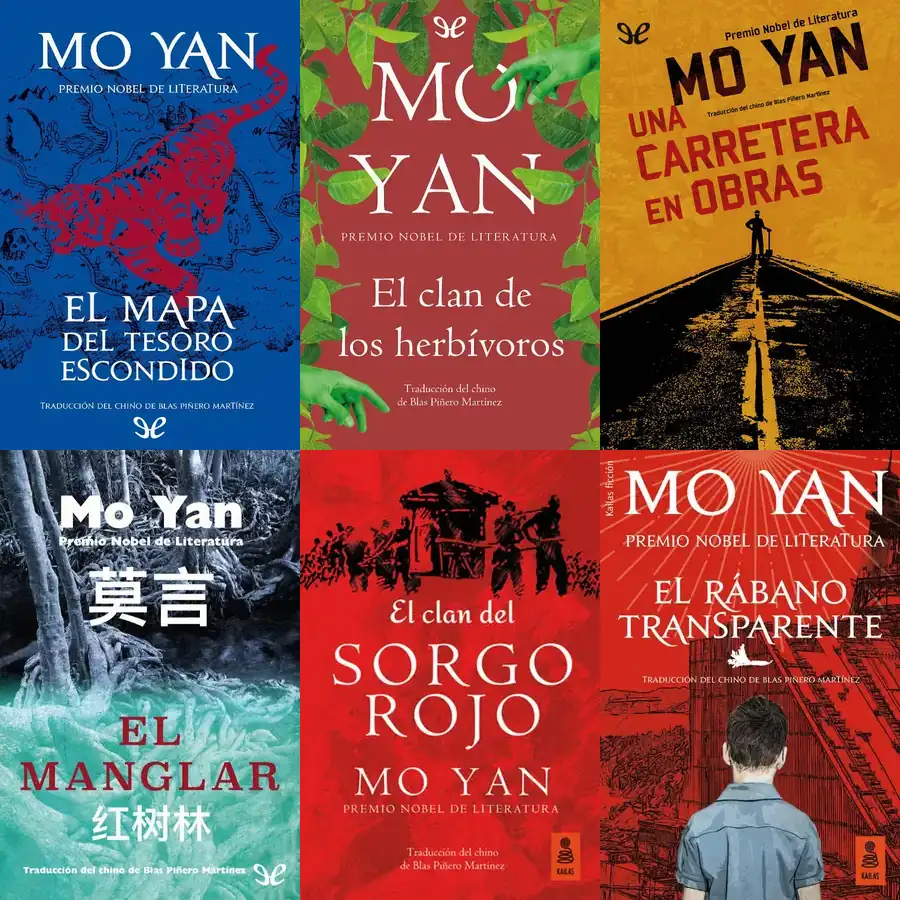 MO YAN
PREMIO NOBEL DE LITERATURA
EL MAPA
DEL TESORO
ESCONDIDO
TRADUCCIÓN DEL CHINO DE BLAS PIÑERO MARTÍNEZ
MO
YAN
PREMIO NOBEL DE LITERATURA
El clan de
los herbívoros
Traducción del chino
de Blas Piñero Martínez
Premio Nobel de Literatura
MO YAN
Traducción del chino de Blas Piñero Martínez
UNA
CARRETERA
EN OBRAS
Mo Yan
Premio Nobel de Literatura
莫言
EL
MANGLAR
红树林
Traducción del chino de Blas Piñero Martínez
El clan del
SORGO
ROJO
MO YAN
PREMIO NOBEL DE LITERATURA
Traducción del chino
de Blas Piñero Martínez
KAILAS
Kailas ficción
MO YAN
PREMIO NOBEL DE LITERATURA
EL RÁBANO
TRANSPARENTE
TRADUCCIÓN DEL CHINO DE BLAS PIÑERO MARTÍNEZ
KAILAS